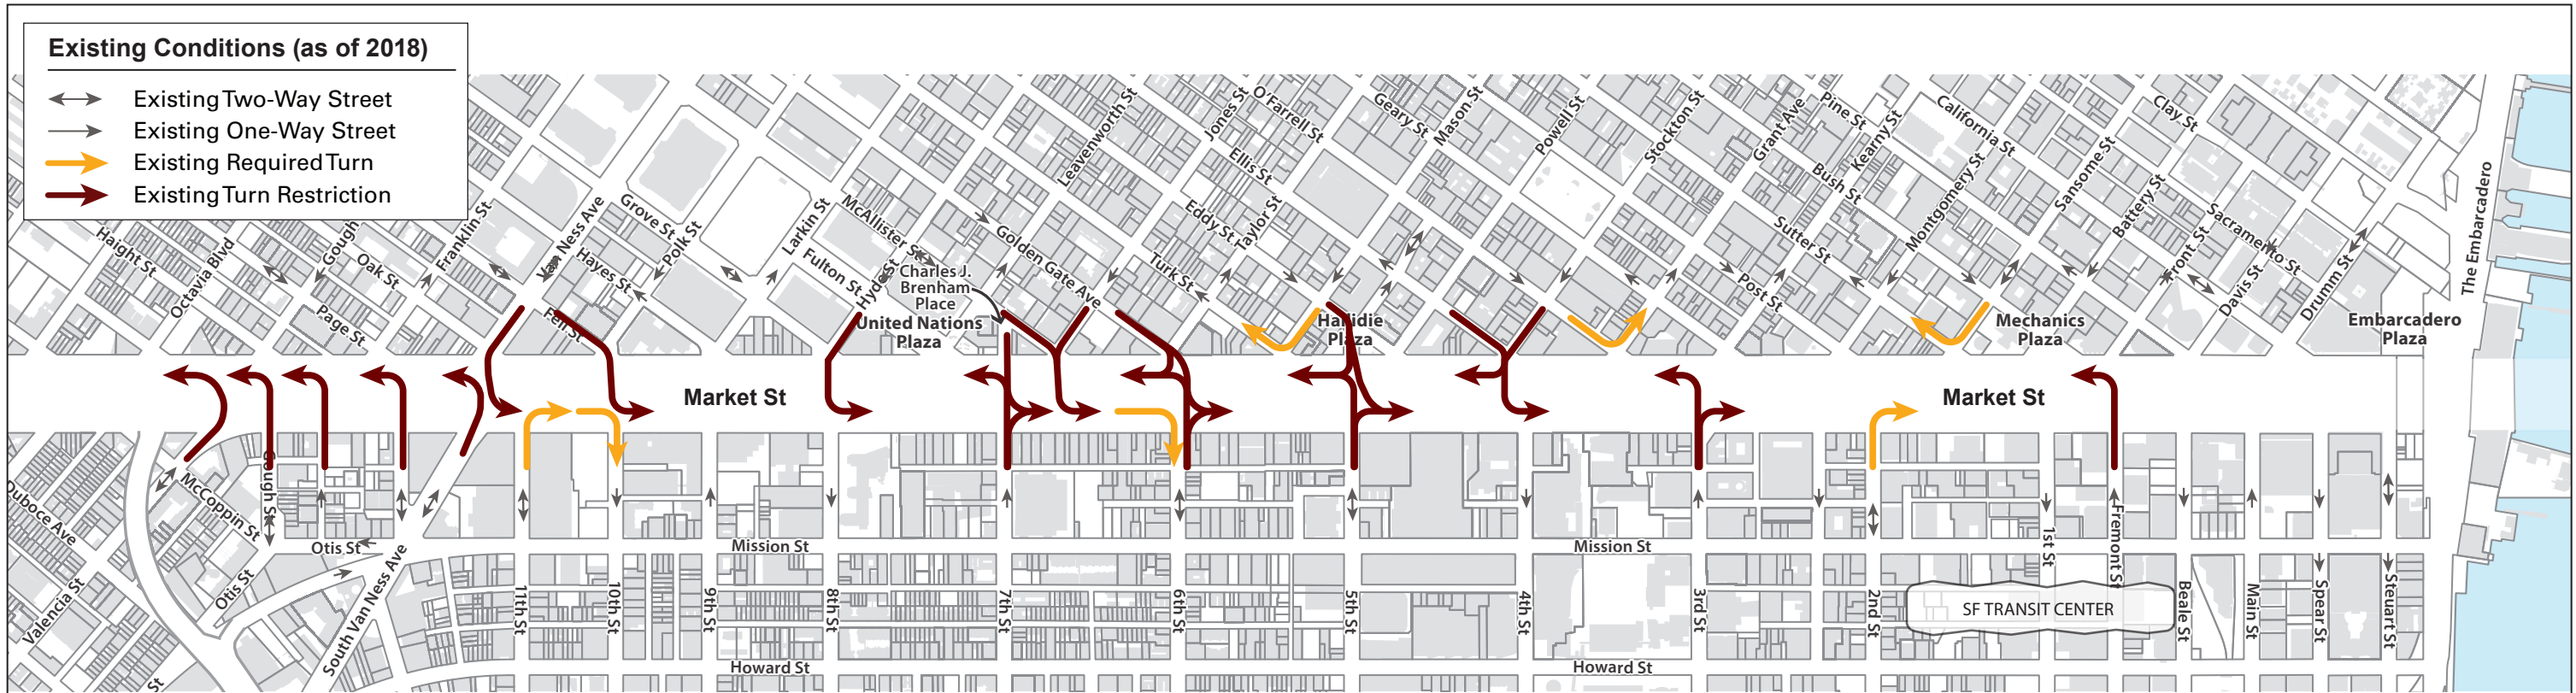 Existing Conditions (as of 2018)
Existing Two-Way Street
Existing One-Way Street
Existing Required Turn
Existing Turn Restriction
Haight St
Octavia Blvd
Gough
Oak St
Page St
Franklin St
Van Ness Ave
Hayes St
Fell St
Grove St
Polk St
Larkin St
Fulton St
McAllister St
Hyde St
Charles J.
Brenham
Place
United Nations
Plaza
Golden Gate Ave
Leavenworth St
Turk St
Jones St
Eddy St
Ellis St
Taylor St
O'Farrell St
Hallidie
Plaza
Geary St
Mason St
Powell St
Stockton St
Grant Ave
Post St
Sutter St
Bush St
Pine St
Kearny St
Montgomery St
California St
Mechanics
Plaza
Sansome St
Battery St
Front St
Clay St
Sacramento St
Davis St
Drumm St
Embarcadero
Plaza
The Embarcadero
Market St
Market St
Duboce Ave
McCoppin St
Gough St
Valencia St
Otis St
Otis St
South Van Ness Ave
St
11th St
10th St
9th St
8th St
7th St
6th St
5th St
4th St
3rd St
2nd St
1st St
Fremont St
Beale St
Main St
Spear St
Steuart St
Mission St
Mission St
Howard St
Howard St
SF TRANSIT CENTER